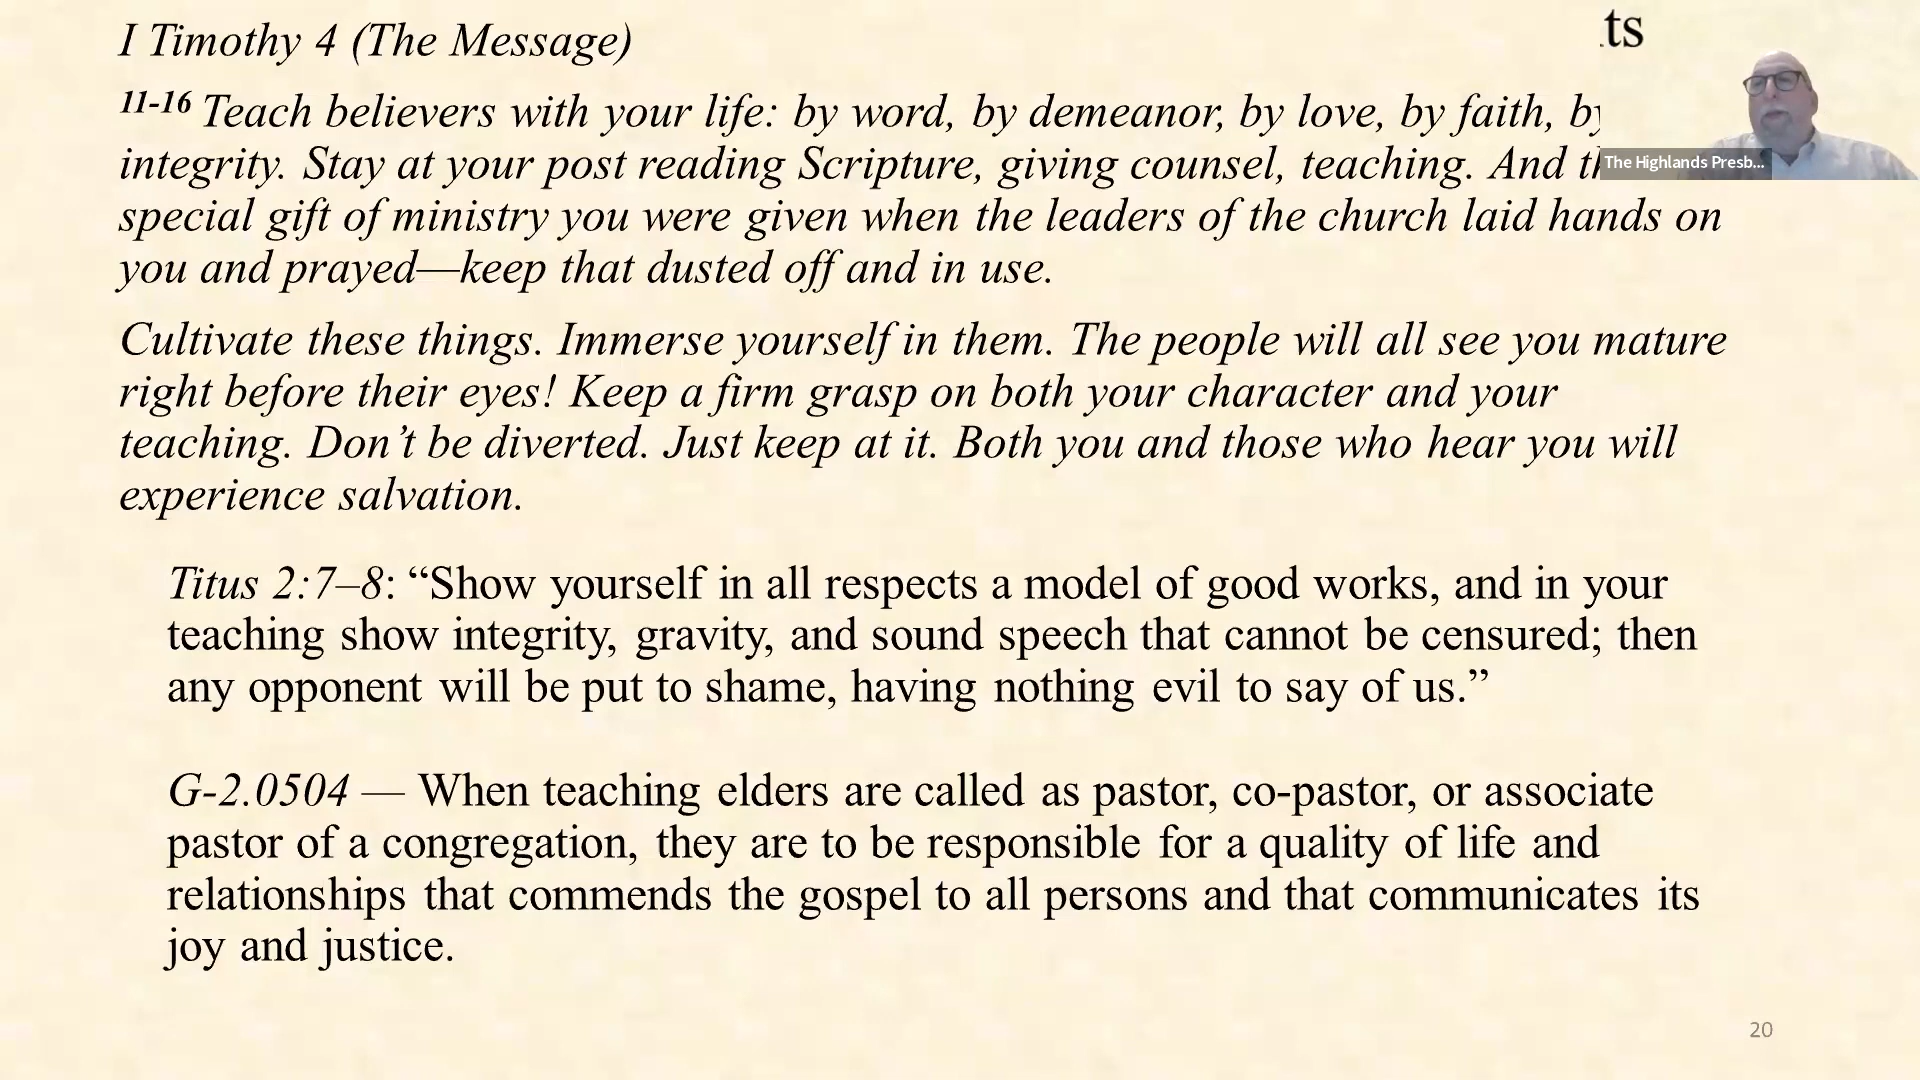 I Timothy 4 (The Message)
ts
11-16 Teach believers with your life: by word, by demeanor, by love, by faith, by
integrity. Stay at your post reading Scripture, giving counsel, teaching. And
The Highlands Presb...
special gift of ministry you were given when the leaders of the church laid hands on
you and prayed—keep that dusted off and in use.
Cultivate these things. Immerse yourself in them. The people will all see you mature
right before their eyes! Keep a firm grasp on both your character and your
teaching. Don’t be diverted. Just keep at it. Both you and those who hear you will
experience salvation.
Titus 2:7–8: “Show yourself in all respects a model of good works, and in your
teaching show integrity, gravity, and sound speech that cannot be censured; then
any opponent will be put to shame, having nothing evil to say of us.”
G-2.0504 — When teaching elders are called as pastor, co-pastor, or associate
pastor of a congregation, they are to be responsible for a quality of life and
relationships that commends the gospel to all persons and that communicates its
joy and justice.
20